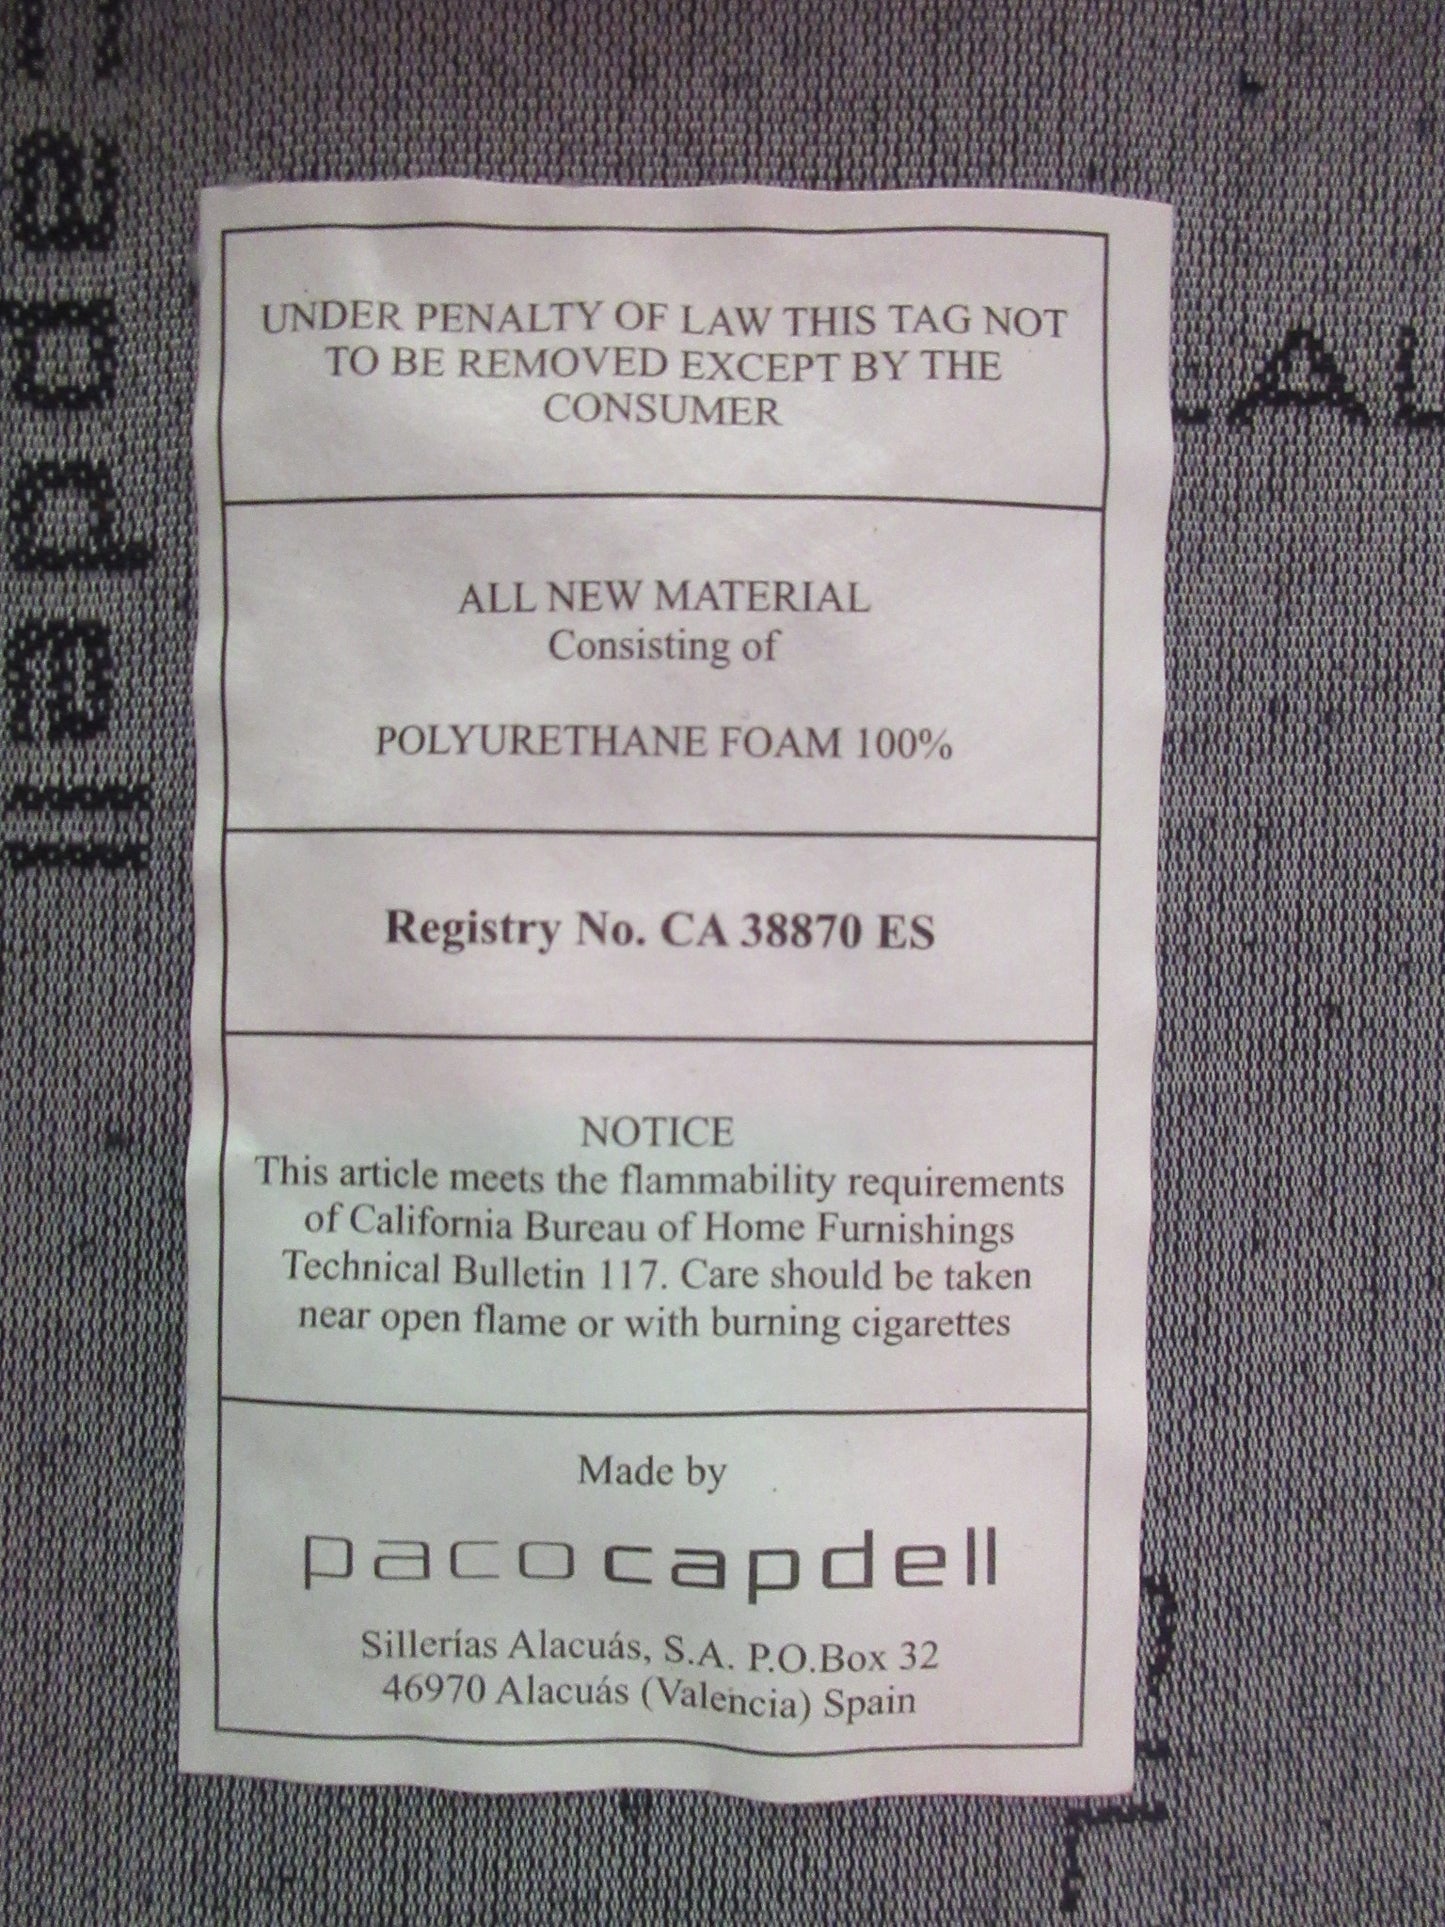 UNDER PENALTY OF LAW THIS TAG NOT
TO BE REMOVED EXCEPT BY THE
CONSUMER
ALL NEW MATERIAL
Consisting of
POLYURETHANE FOAM 100%
Registry No. CA 38870 ES
NOTICE
This article meets the flammability requirements
of California Bureau of Home Furnishings
Technical Bulletin 117. Care should be taken
near open flame or with burning cigarettes
Made by
pacocapdell
Sillerías Alacuás, S.A. P.O.Box 32
46970 Alacuás (Valencia) Spain